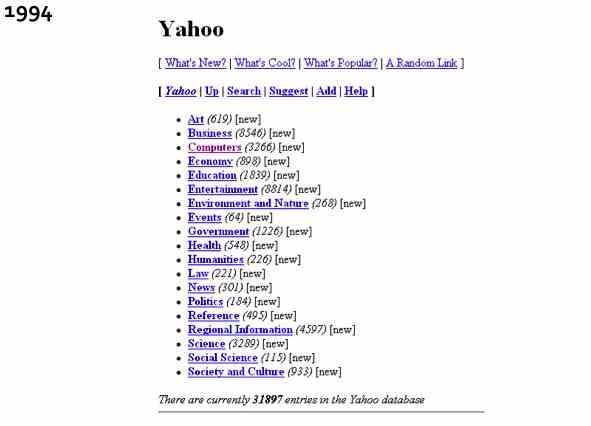 1994
Yahoo
[ What's New? | What's Cool? | What's Popular? | A Random Link ]
[ Yahoo | Up | Search | Suggest | Add | Help ]
• Art (619) [new]
• Business (8546) [new]
• Computers (3266) [new]
• Economy (898) [new]
• Education (1839) [new]
• Entertainment (8814) [new]
• Environment and Nature (268) [new]
• Events (64) [new]
• Government (1226) [new]
• Health (548) [new]
• Humanities (226) [new]
• Law (221) [new]
• News (301) [new]
• Politics (184) [new]
• Reference (495) [new]
• Regional Information (4597) [new]
• Science (3289) [new]
• Social Science (115) [new]
• Society and Culture (933) [new]
There are currently 31897 entries in the Yahoo database